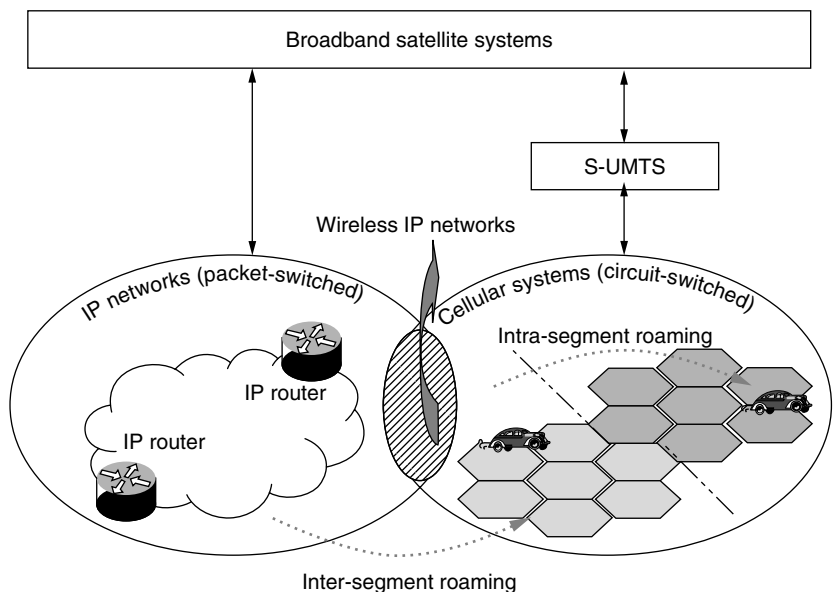 Broadband satellite systems
S-UMTS
Wireless IP networks
IP networks (packet-switched)
Cellular systems (circuit-switched)
Intra-segment roaming
IP router
IP router
Inter-segment roaming